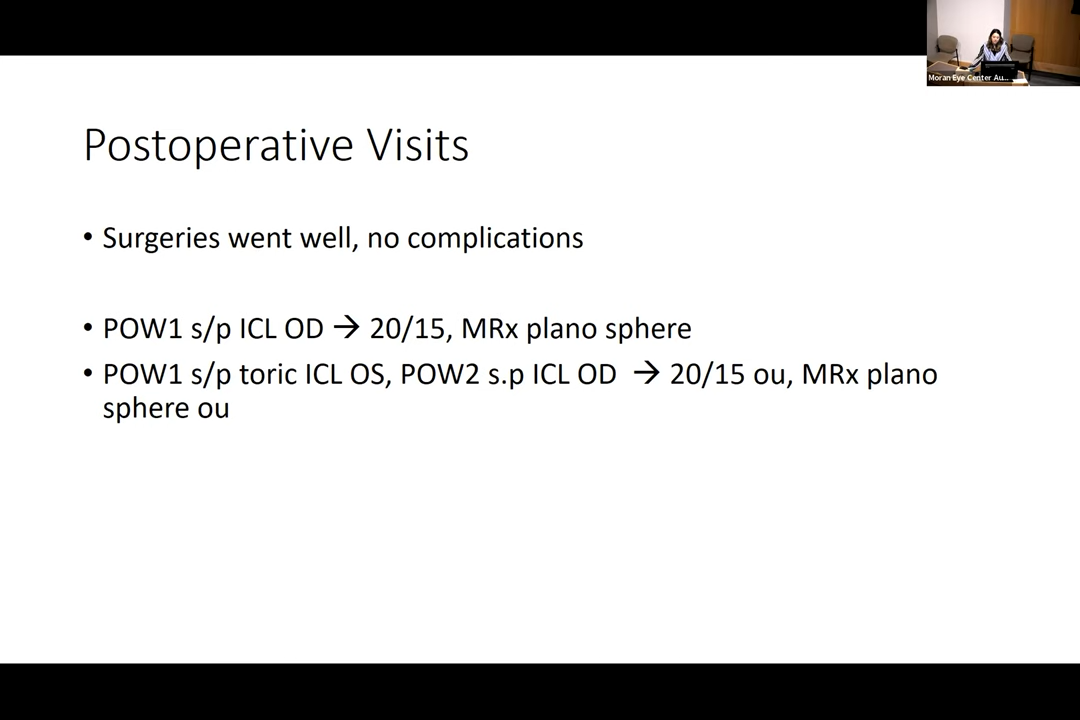 Moran Eye Center Au...
Postoperative Visits
• Surgeries went well, no complications
• POW1 s/p ICL OD → 20/15, MRx plano sphere
• POW1 s/p toric ICL OS, POW2 s.p ICL OD → 20/15 ou, MRx plano
sphere ou